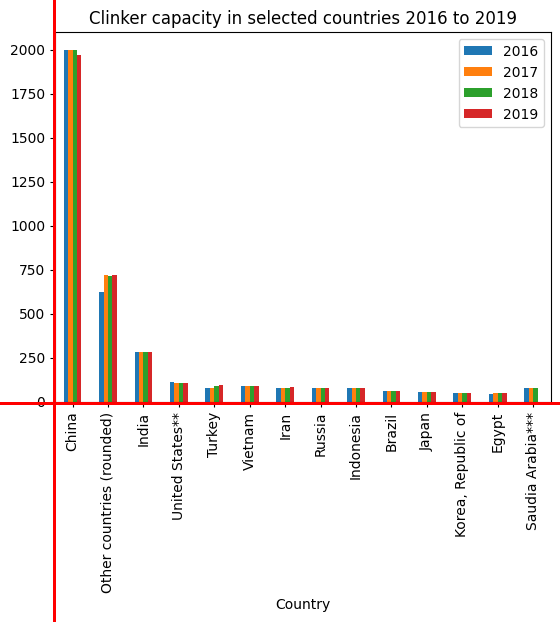 Clinker capacity in selected countries 2016 to 2019
2016
2017
2018
2019
2000
1750
1500
1250
1000
750
500
250
0
China
Other countries (rounded)
India
United States**
Turkey
Vietnam
Iran
Russia
Indonesia
Brazil
Japan
Korea, Republic of
Egypt
Saudia Arabia***
Country